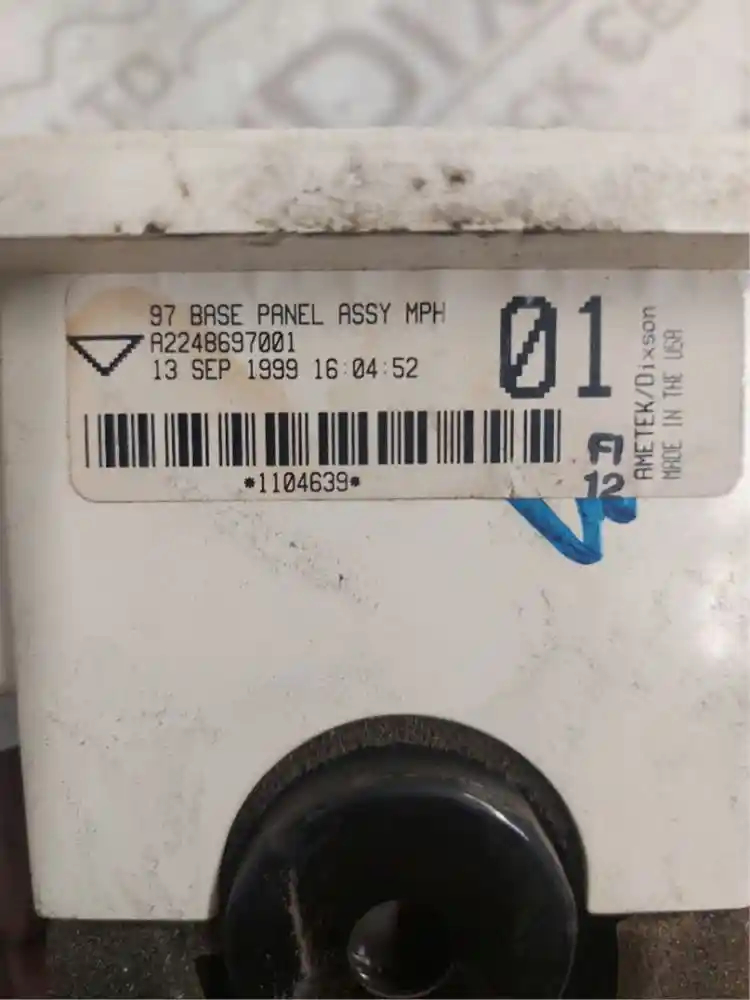 97 BASE PANEL ASSY MPH
A2248697001
13 SEP 1999 16:04:52
01
*1104639*
A
12
AMETEK/Dixson
MADE IN THE USA